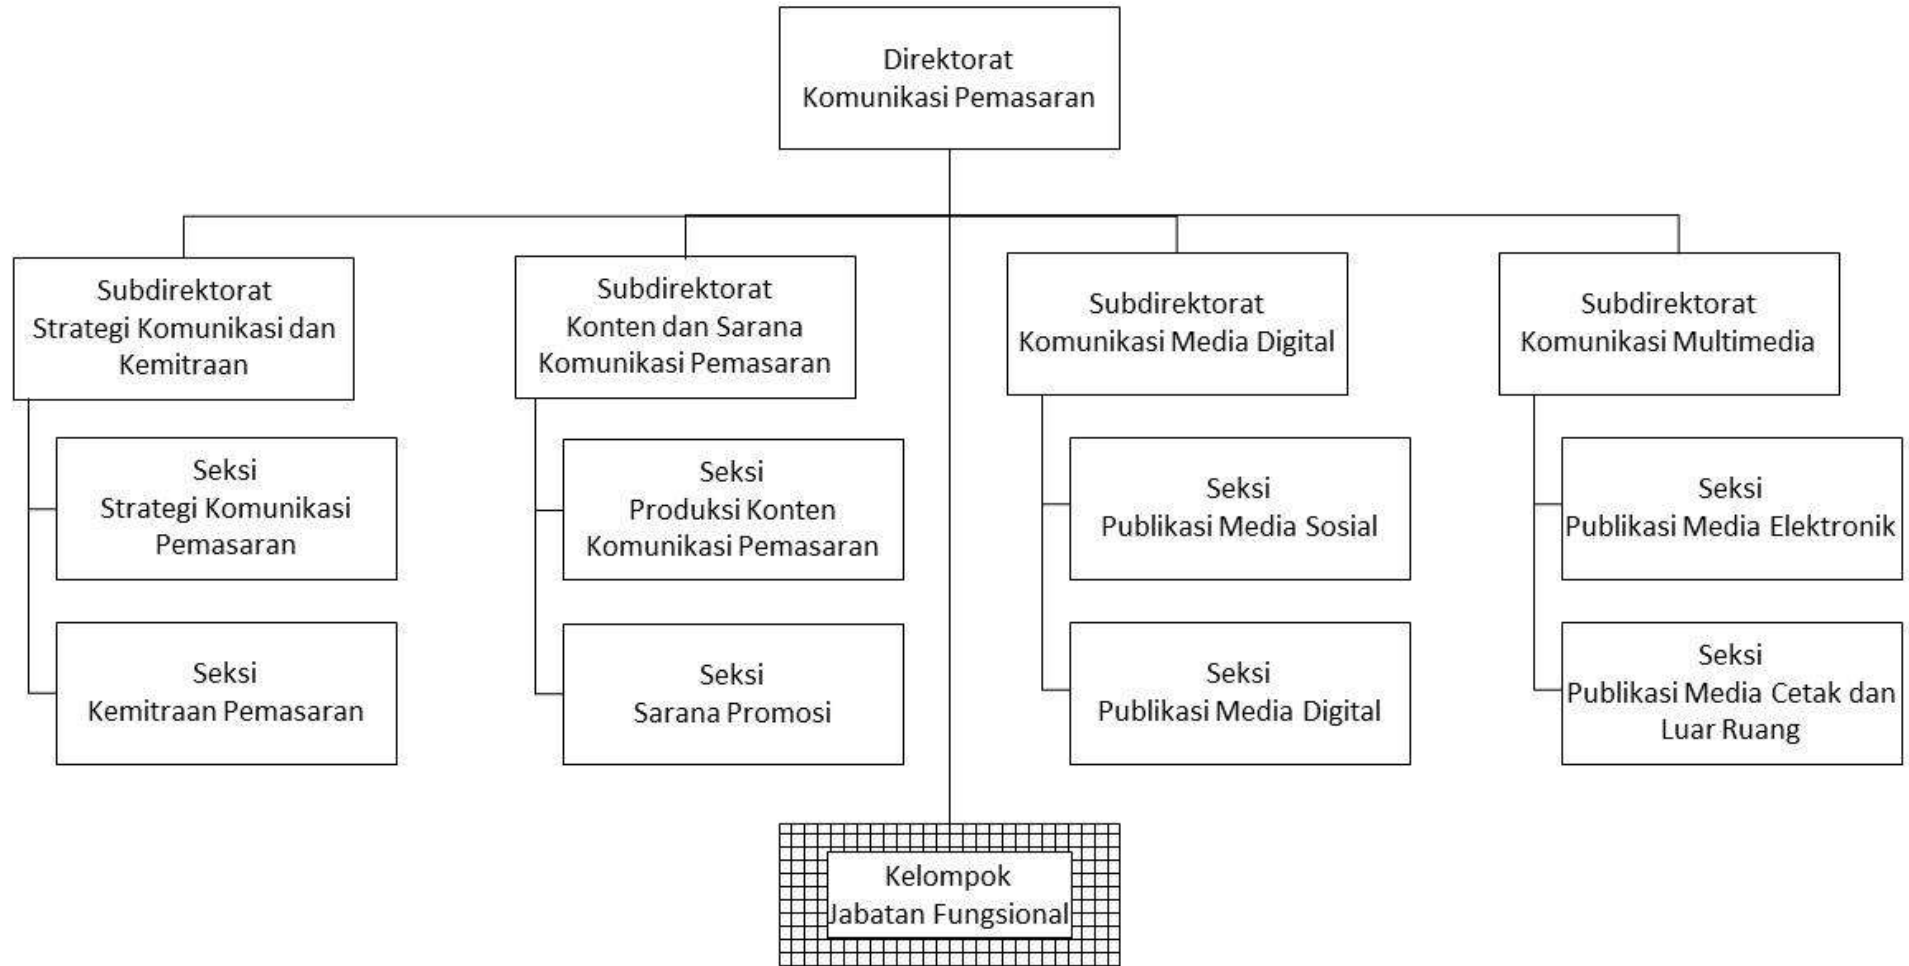 Direktorat
Komunikasi Pemasaran
Subdirektorat
Strategi Komunikasi dan
Kemitraan
Subdirektorat
Konten dan Sarana
Komunikasi Pemasaran
Subdirektorat
Komunikasi Media Digital
Subdirektorat
Komunikasi Multimedia
Seksi
Strategi Komunikasi
Pemasaran
Seksi
Produksi Konten
Komunikasi Pemasaran
Seksi
Publikasi Media Sosial
Seksi
Publikasi Media Elektronik
Seksi
Kemitraan Pemasaran
Seksi
Sarana Promosi
Seksi
Publikasi Media Digital
Seksi
Publikasi Media Cetak dan
Luar Ruang
Kelompok
Jabatan Fungsional